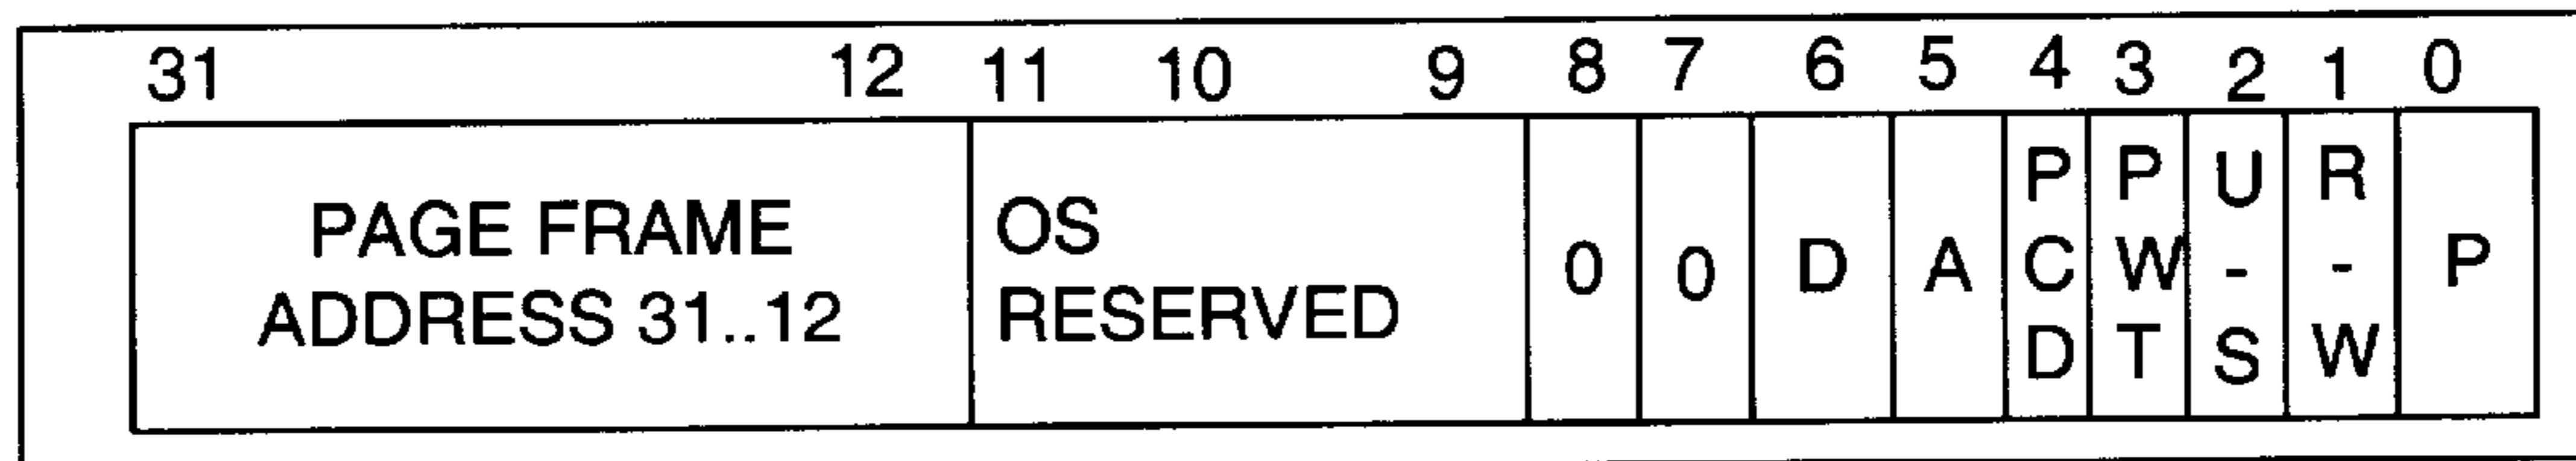 31 12 11 10 9 8 7 6 5 4 3 2 1 0
PAGE FRAME
ADDRESS 31..12
OS
RESERVED
0
0
D
A
P
C
D
P
W
T
U
-
S
R
-
W
P